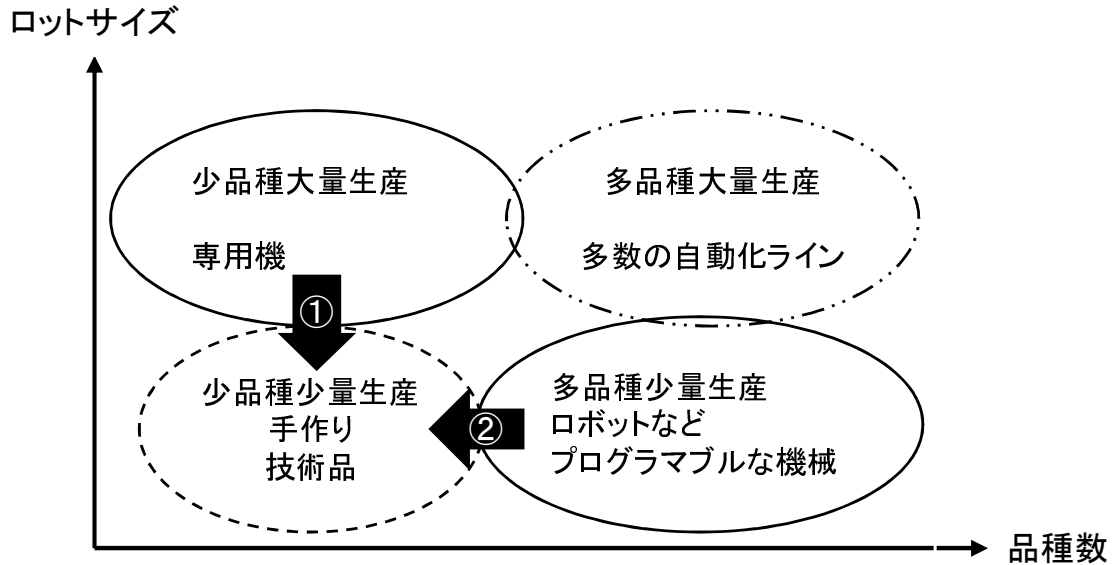 ロットサイズ
少品種大量生産
専用機
多品種大量生産
多数の自動化ライン
①
少品種少量生産
手作り
技術品
②
多品種少量生産
ロボットなど
プログラマブルな機械
品種数